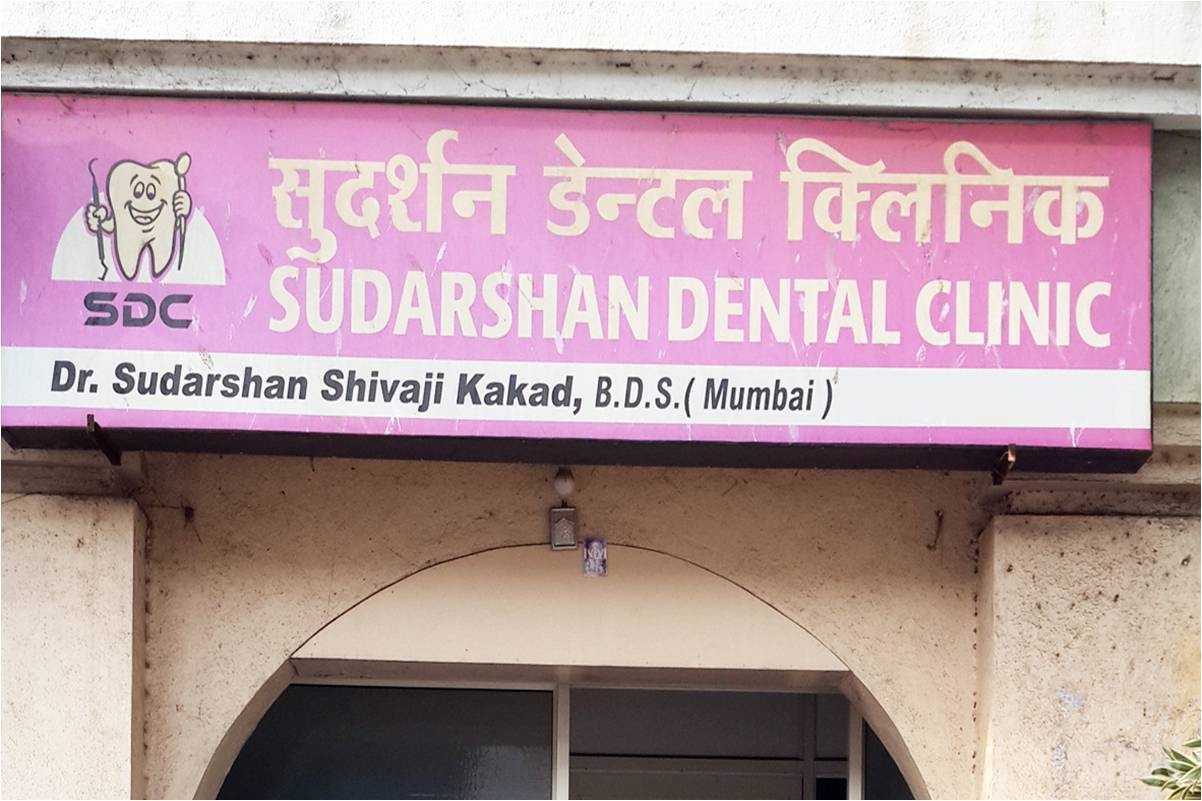 सुदर्शन डेन्टल क्लिनिक
SDC
SUDARSHAN DENTAL CLINIC
Dr. Sudarshan Shivaji Kakad, B.D.S.( Mumbai )